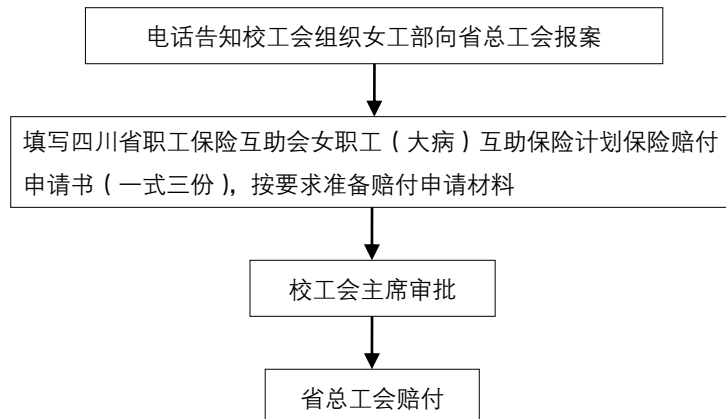 电话告知校工会组织女工部向省总工会报案
填写四川省职工保险互助会女职工（大病）互助保险计划保险赔付
申请书（一式三份），按要求准备赔付申请材料
校工会主席审批
省总工会赔付